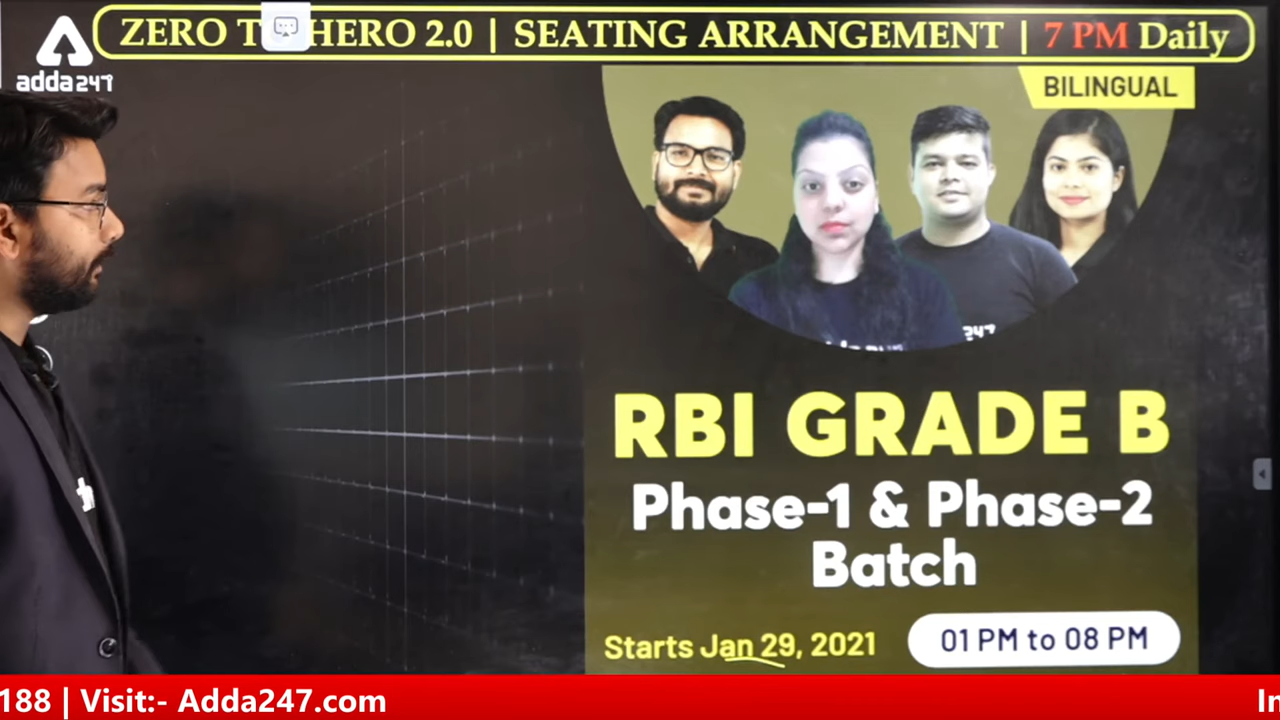 ZERO T HERO 2.0 | SEATING ARRANGEMENT | 7 PM Daily
adda247
BILINGUAL
247
RBI GRADE B
Phase-1 & Phase-2
Batch
Starts Jan 29, 2021
01 PM to 08 PM
188 | Visit:- Adda247.com
In